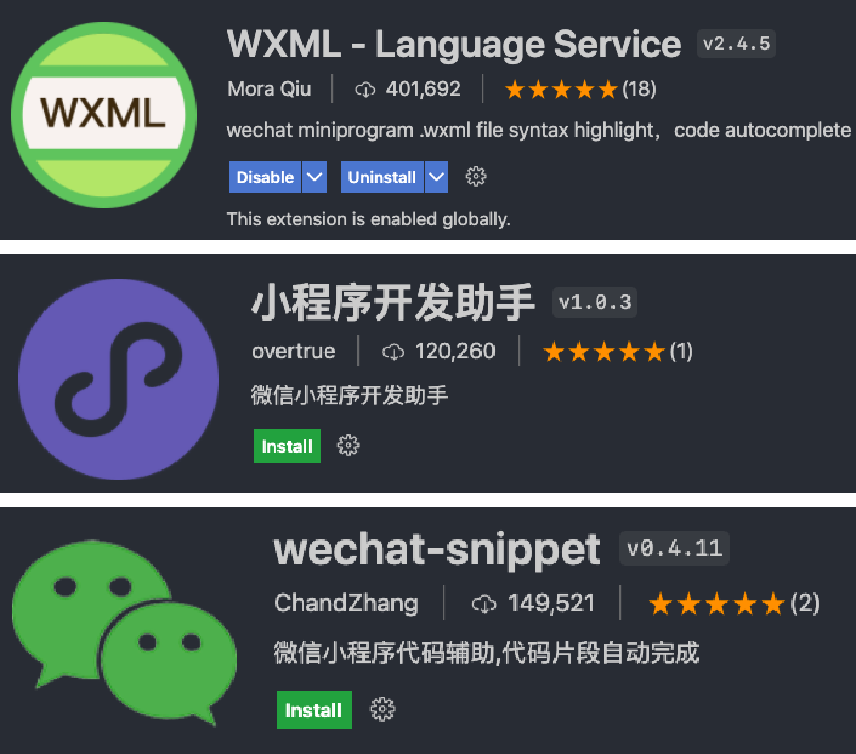 WXML
WXML - Language Service v2.4.5
Mora Qiu 401,692 (18)
wechat miniprogram .wxml file syntax highlight，code autocomplete
Disable Uninstall
This extension is enabled globally.
小程序开发助手 v1.0.3
overtrue 120,260 (1)
微信小程序开发助手
Install
wechat-snippet v0.4.11
ChandZhang 149,521 (2)
微信小程序代码辅助,代码片段自动完成
Install